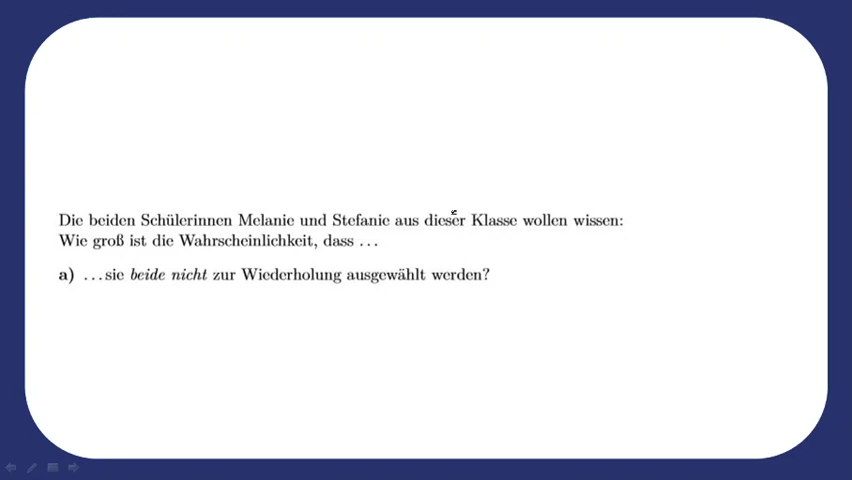 Die beiden Schülerinnen Melanie und Stefanie aus dieser Klasse wollen wissen:
Wie groß ist die Wahrscheinlichkeit, dass . . .
a) . . . sie beide nicht zur Wiederholung ausgewählt werden?